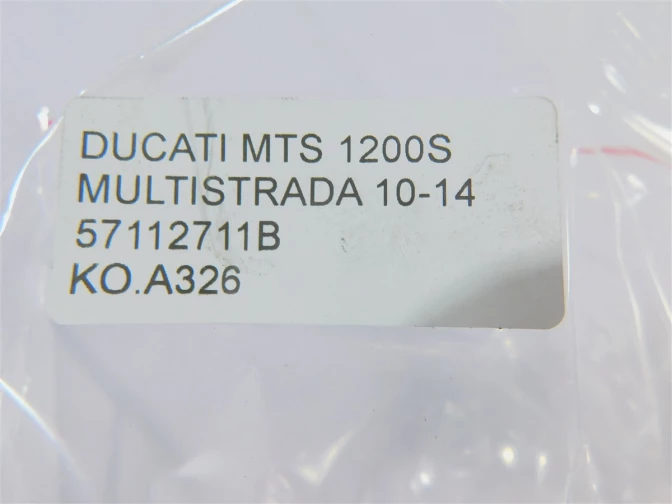 DUCATI MTS 1200S
MULTISTRADA 10-14
57112711B
KO.A326